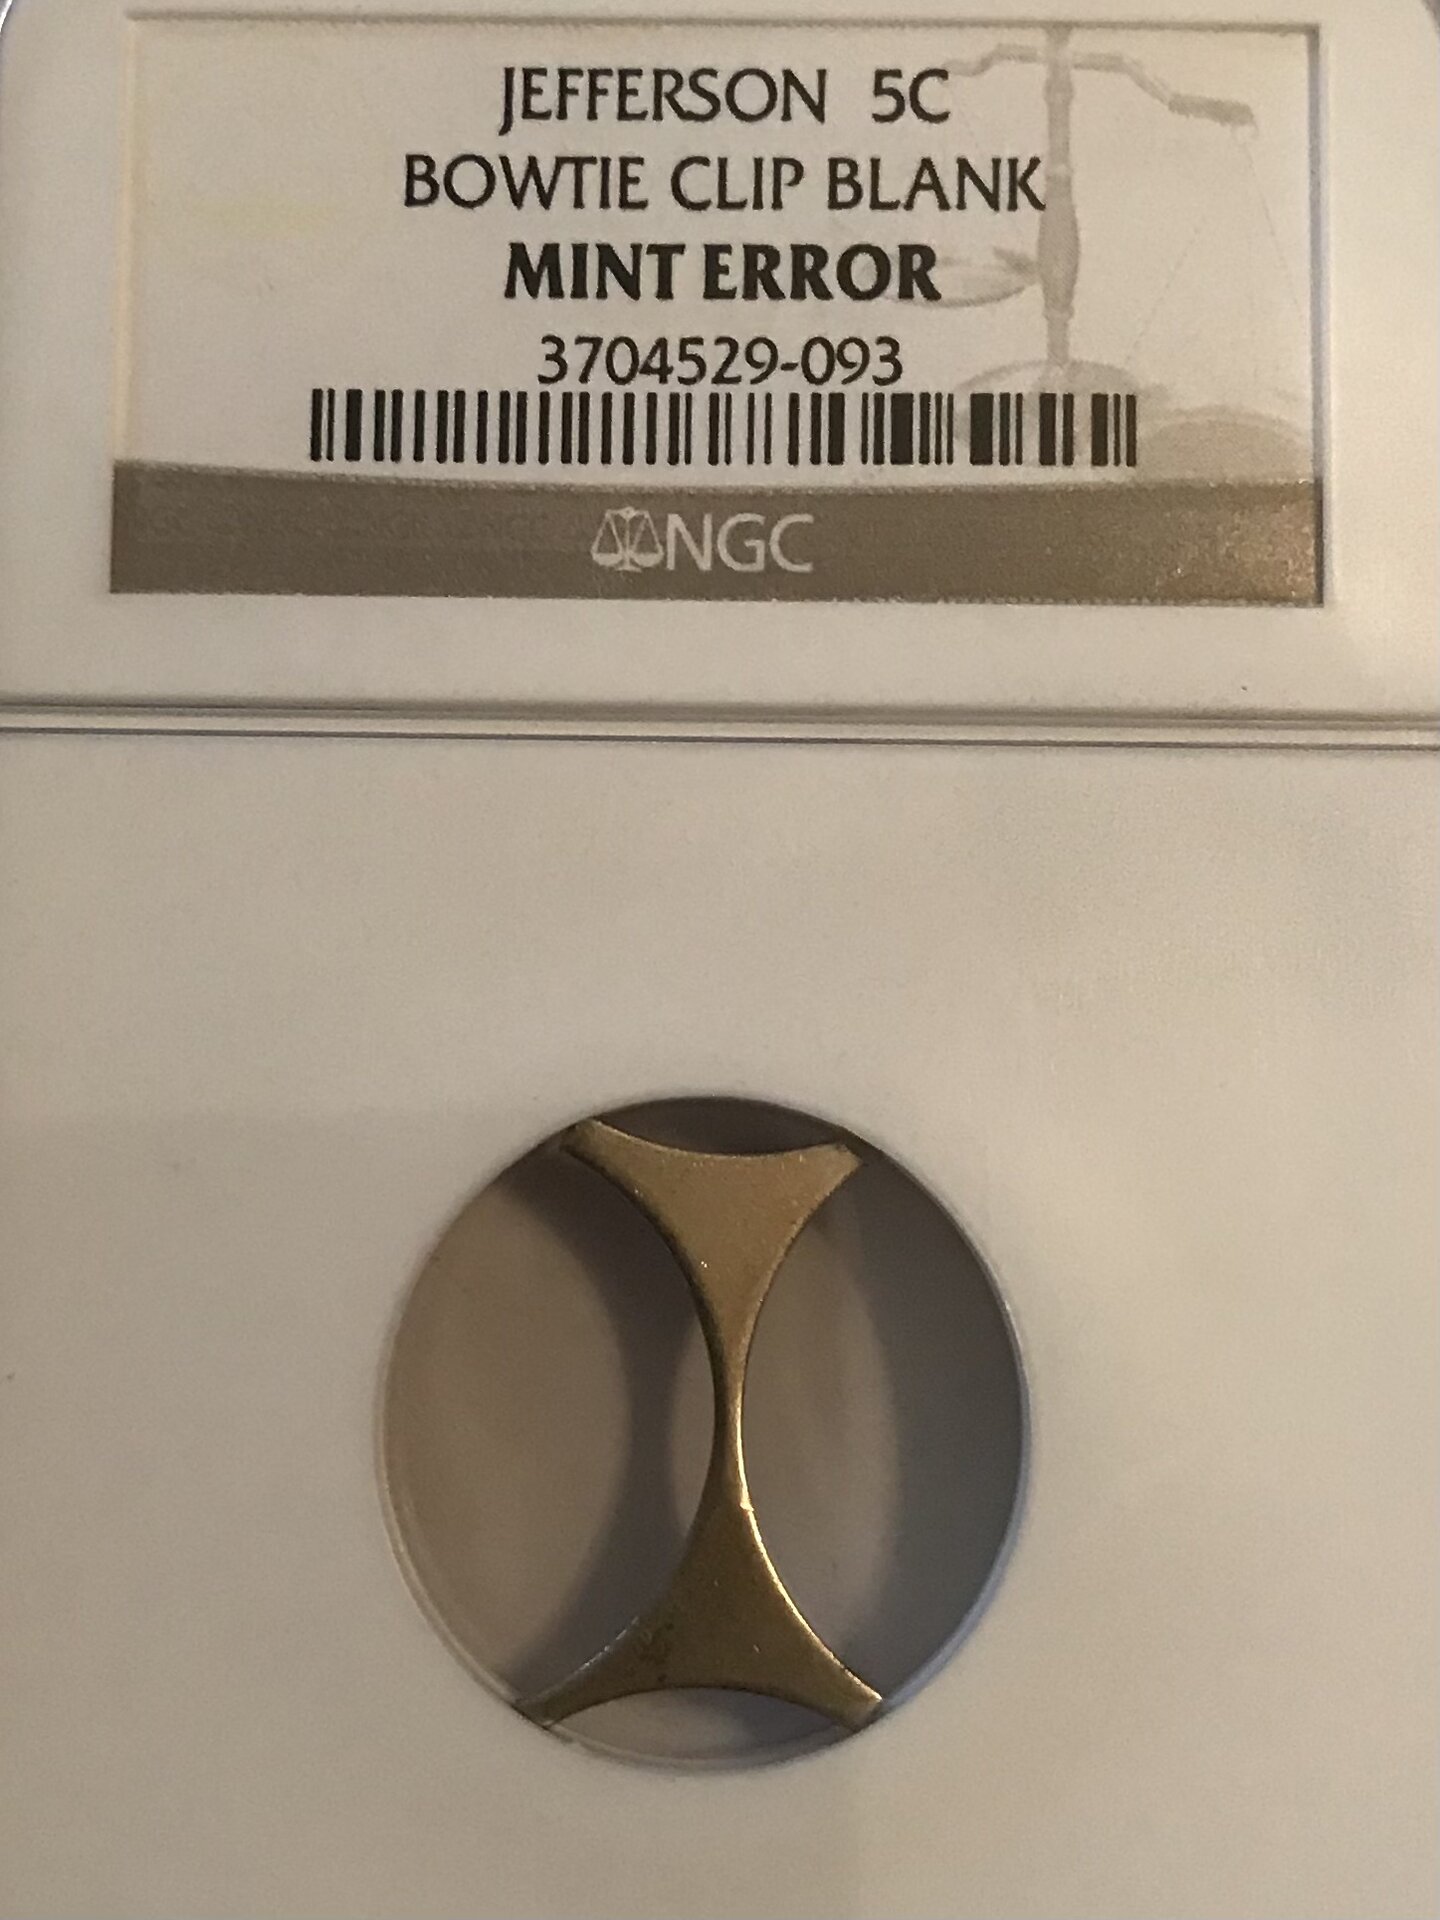 JEFFERSON 5C
BOWTIE CLIP BLANK
MINT ERROR
3704529-093
NGC